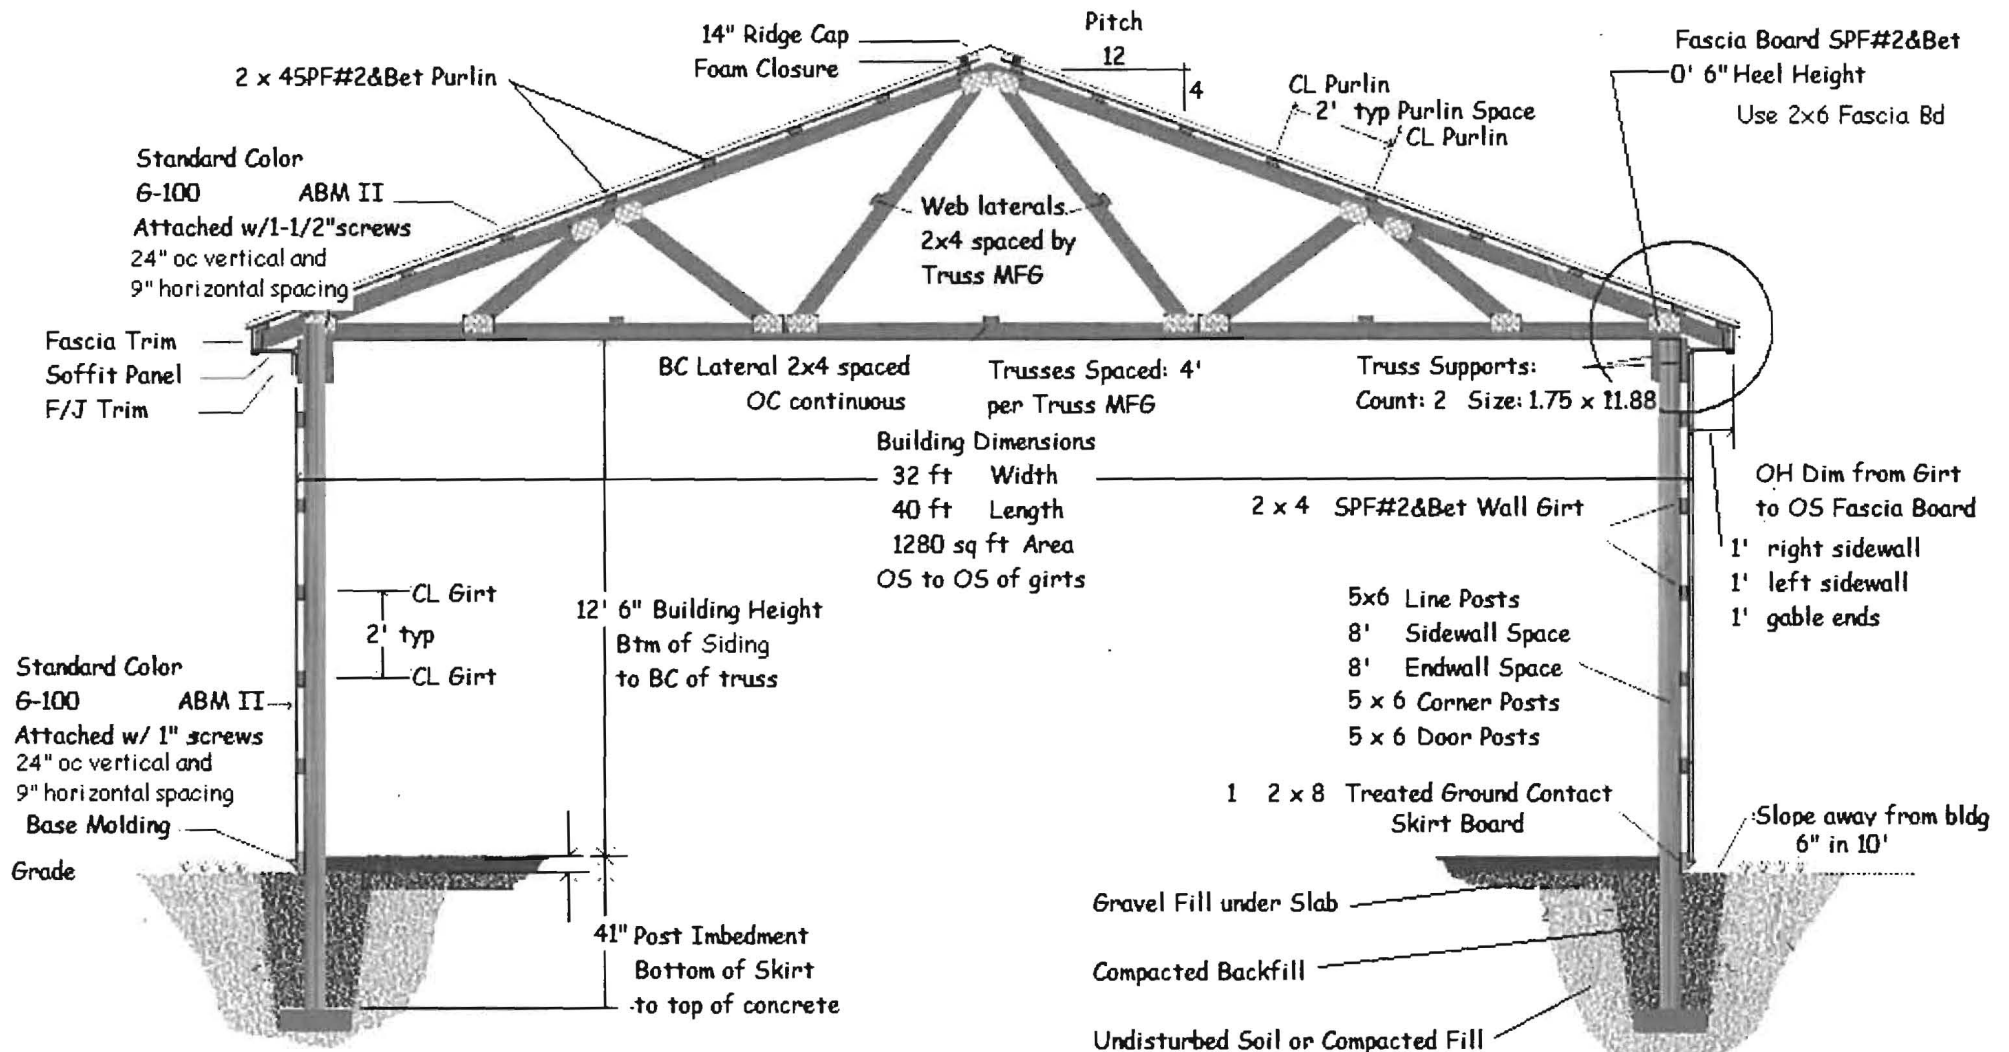 14" Ridge Cap
Foam Closure
Pitch
12
4
Fascia Board SPF#2&Bet
0' 6" Heel Height
Use 2x6 Fascia Bd
2 x 4SPF#2&Bet Purlin
CL Purlin
2' typ Purlin Space
CL Purlin
Standard Color
G-100 ABM II
Attached w/1-1/2"screws
24" oc vertical and
9" horizontal spacing
Web laterals
2x4 spaced by
Truss MFG
Fascia Trim
Soffit Panel
F/J Trim
BC Lateral 2x4 spaced
OC continuous
Trusses Spaced: 4'
per Truss MFG
Truss Supports:
Count: 2 Size: 1.75 x 11.88
Building Dimensions
32 ft Width
40 ft Length
1280 sq ft Area
OS to OS of girts
2 x 4 SPF#2&Bet Wall Girt
OH Dim from Girt
to OS Fascia Board
1' right sidewall
1' left sidewall
1' gable ends
CL Girt
2' typ
CL Girt
12' 6" Building Height
Btm of Siding
to BC of truss
5x6 Line Posts
8' Sidewall Space
8' Endwall Space
5 x 6 Corner Posts
5 x 6 Door Posts
Standard Color
G-100 ABM II
Attached w/ 1" screws
24" oc vertical and
9" horizontal spacing
Base Molding
Grade
1 2 x 8 Treated Ground Contact
Skirt Board
Slope away from bldg
6" in 10'
41" Post Imbedment
Bottom of Skirt
to top of concrete
Gravel Fill under Slab
Compacted Backfill
Undisturbed Soil or Compacted Fill